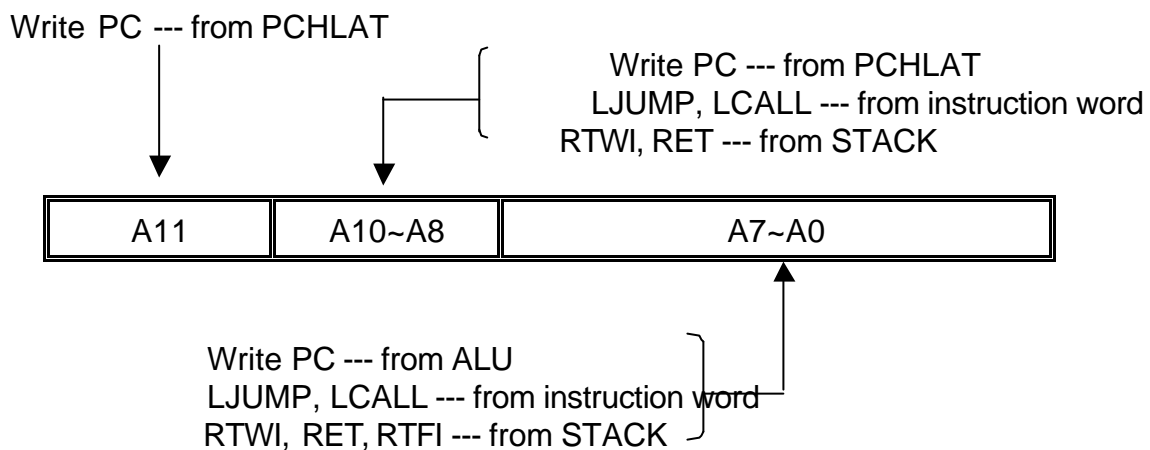 Write PC --- from PCHLAT
Write PC --- from PCHLAT
LJUMP, LCALL --- from instruction word
RTWI, RET --- from STACK
A11 A10~A8 A7~A0
Write PC --- from ALU
LJUMP, LCALL --- from instruction word
RTWI, RET, RTFI --- from STACK